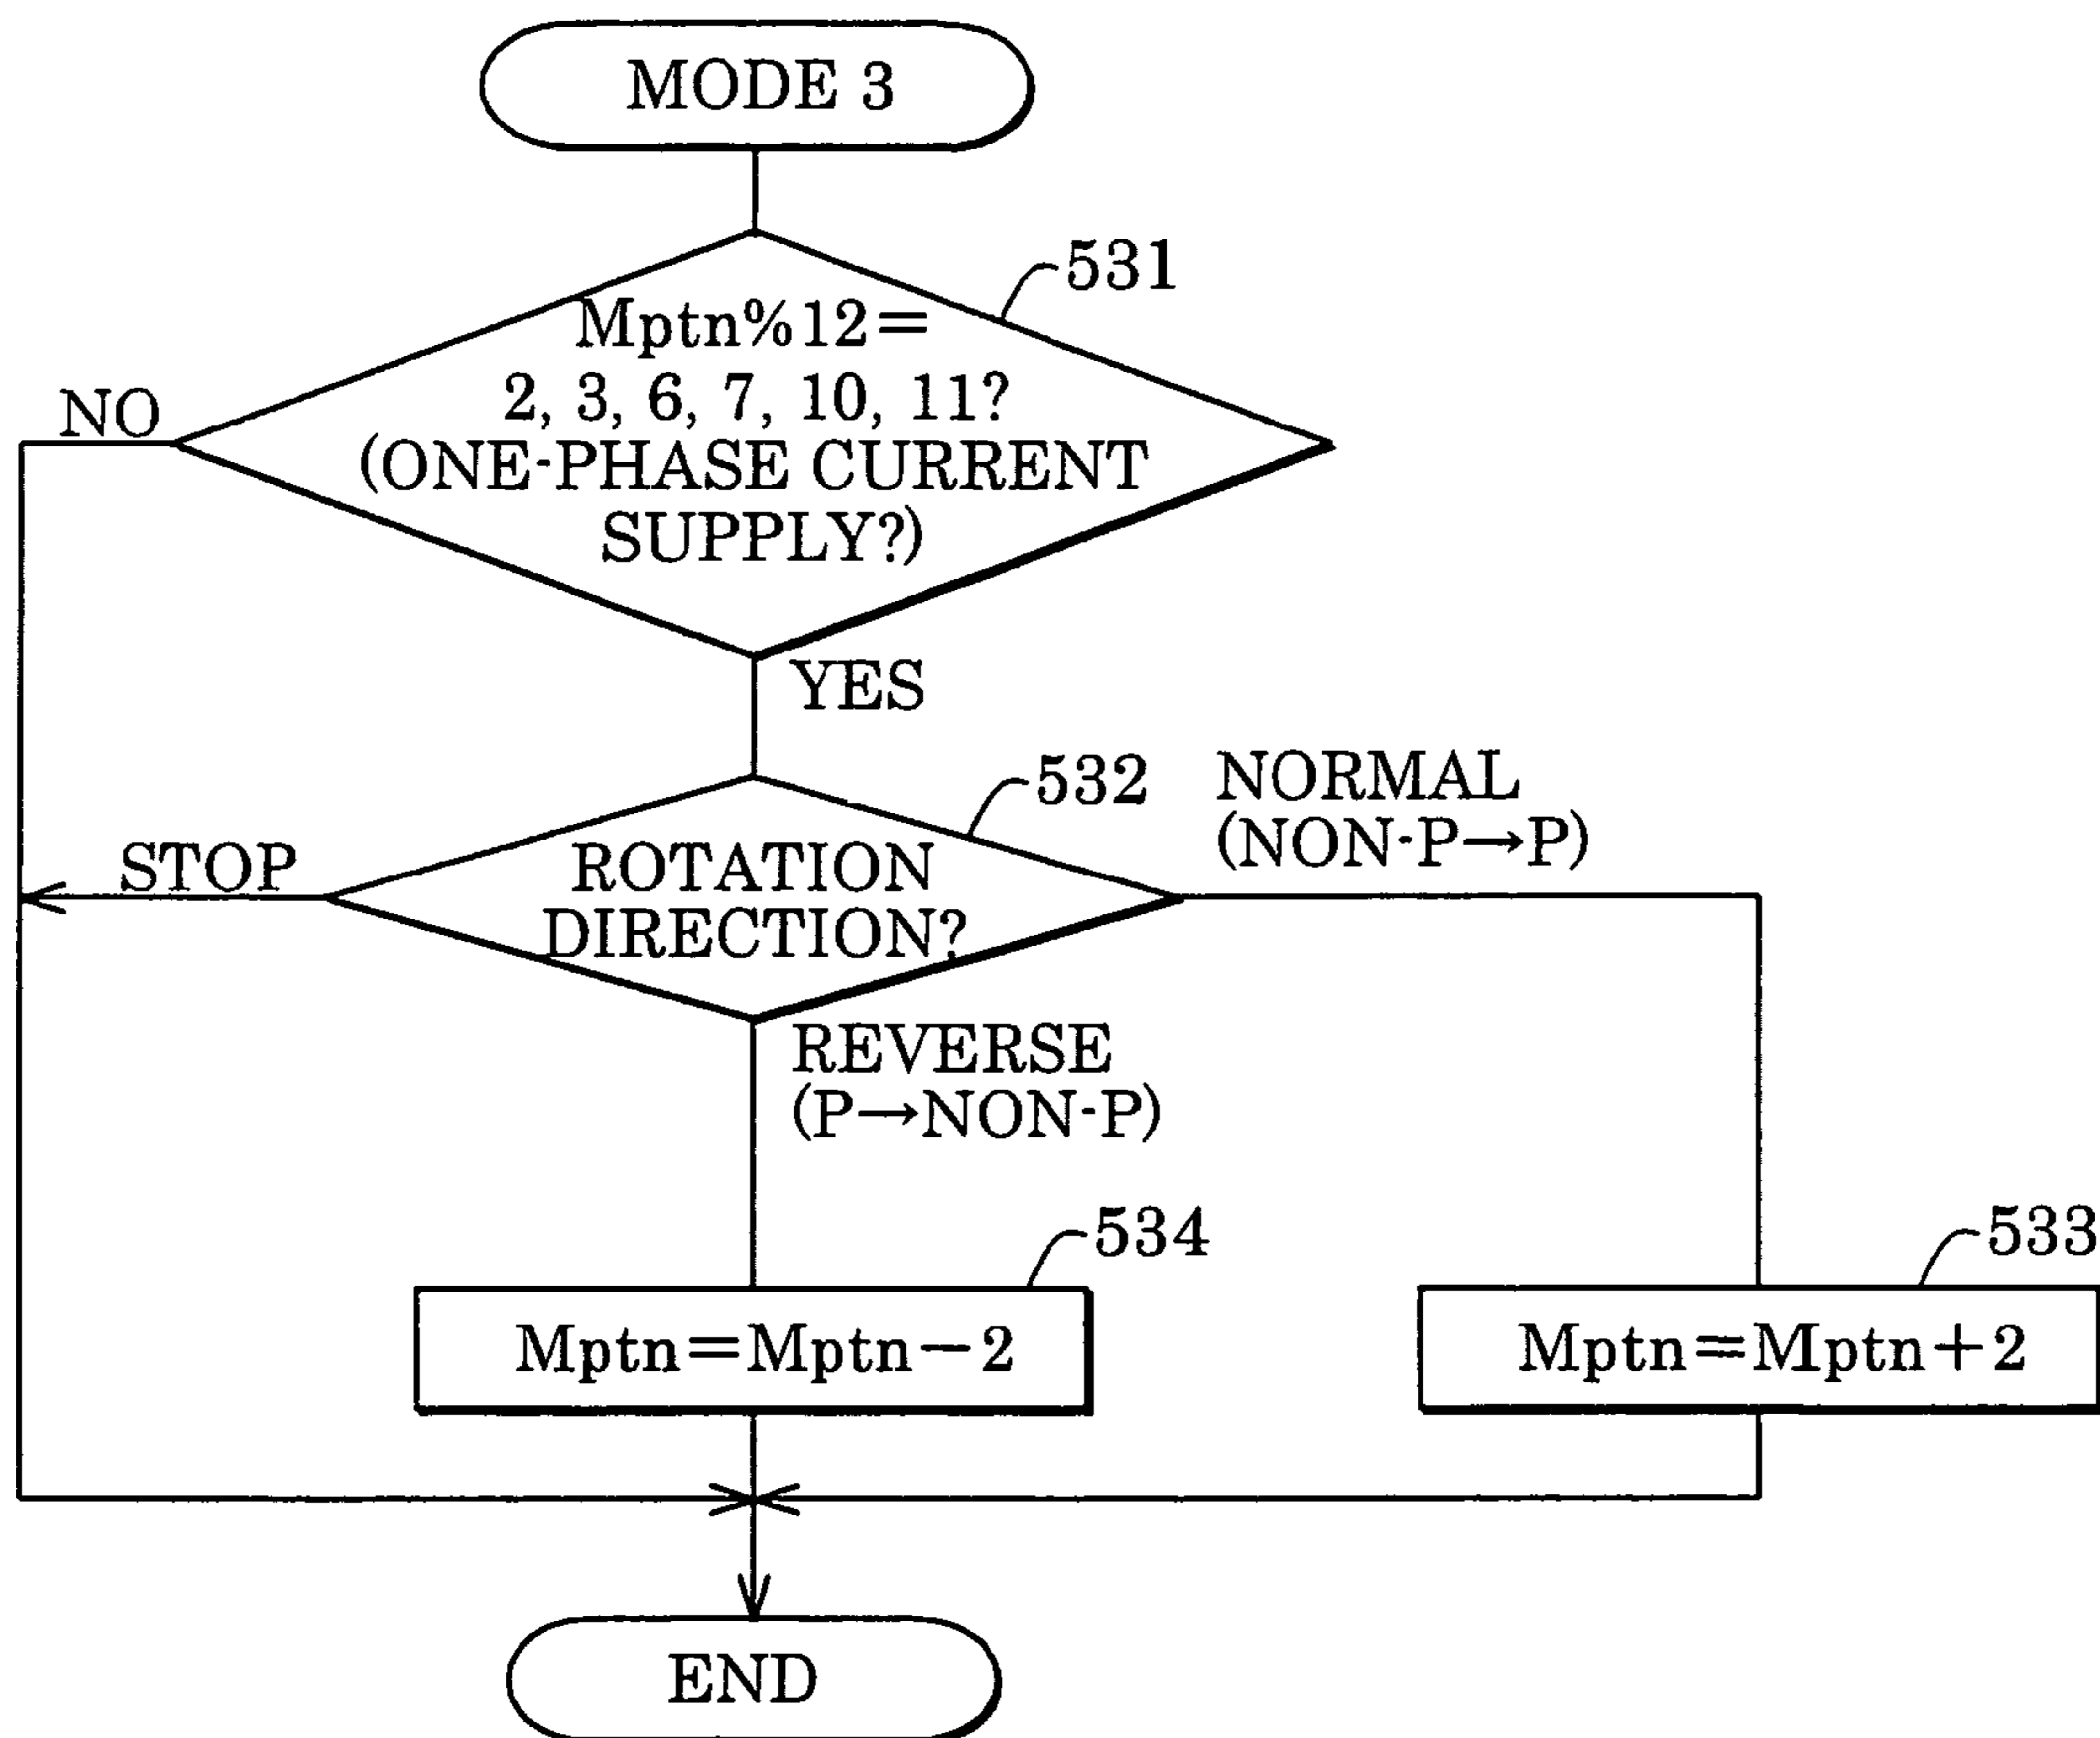 MODE 3
531
Mptn%12=
2, 3, 6, 7, 10, 11?
(ONE-PHASE CURRENT
SUPPLY?)
NO
YES
532
NORMAL
(NON-P→P)
STOP
ROTATION
DIRECTION?
REVERSE
(P→NON-P)
534
533
Mptn=Mptn−2
Mptn=Mptn+2
END